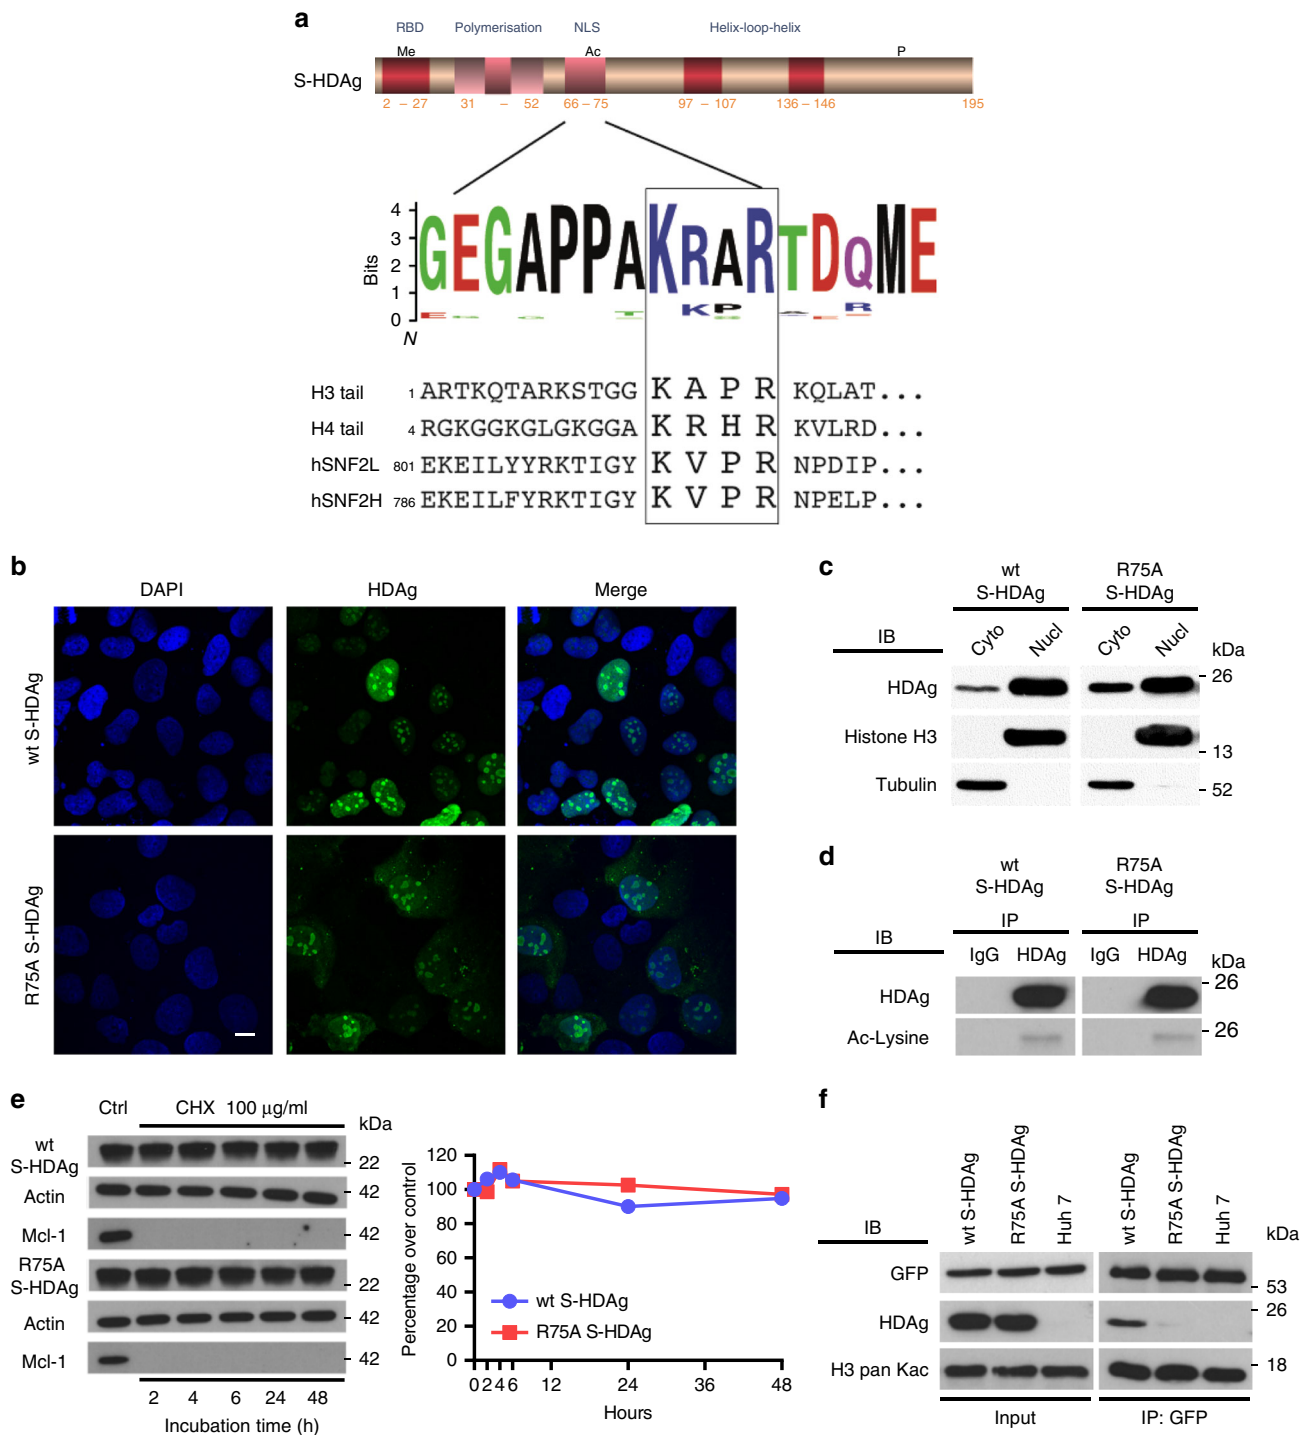 a
RBD Polymerisation NLS Helix-loop-helix
Me Ac P
S-HDAg
2 – 27 31 – 52 66 – 75 97 – 107 136 – 146 195
Bits
4
3
2
1
0
N
GEGAPPAKRARTDQME
K P R
H3 tail 1 ARTKQTARKSTGG K A P R KQLAT...
H4 tail 4 RGKGGKGLGKGGA K R H R KVLRD...
hSNF2L 801 EKEILYYRKTIGY K V P R NPDIP...
hSNF2H 786 EKEILFYRKTIGY K V P R NPELP...
b
DAPI HDAg Merge
wt S-HDAg
R75A S-HDAg
c
wt S-HDAg R75A S-HDAg
IB Cyto Nucl Cyto Nucl kDa
HDAg 26
Histone H3 13
Tubulin 52
d
wt S-HDAg R75A S-HDAg
IP IP
IB IgG HDAg IgG HDAg kDa
HDAg 26
Ac-Lysine 26
e
Ctrl CHX 100 μg/ml kDa
wt S-HDAg 22
Actin 42
Mcl-1 42
R75A S-HDAg 22
Actin 42
Mcl-1 42
2 4 6 24 48
Incubation time (h)
Percentage over control
120
100
80
60
40
20
0
wt S-HDAg
R75A S-HDAg
0 2 4 6 12 24 36 48
Hours
f
IB wt S-HDAg R75A S-HDAg Huh 7 wt S-HDAg R75A S-HDAg Huh 7 kDa
GFP 53
HDAg 26
H3 pan Kac 18
Input IP: GFP